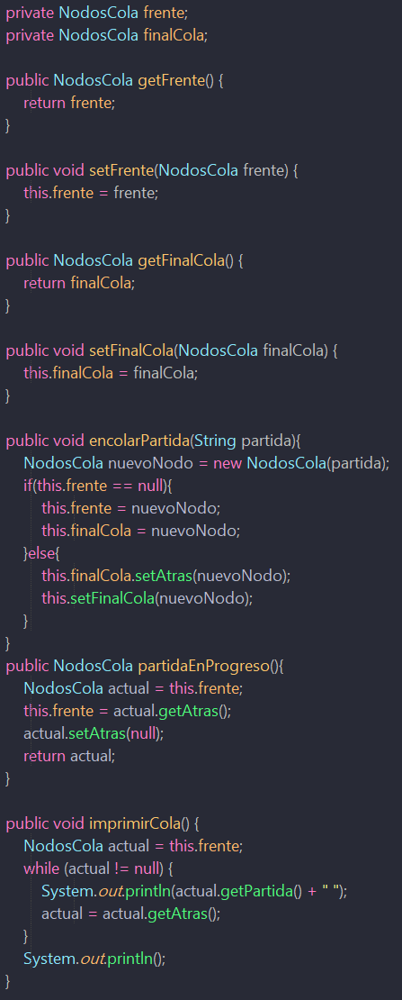 private NodosCola frente;
private NodosCola finalCola;

public NodosCola getFrente() {
    return frente;
}

public void setFrente(NodosCola frente) {
    this.frente = frente;
}

public NodosCola getFinalCola() {
    return finalCola;
}

public void setFinalCola(NodosCola finalCola) {
    this.finalCola = finalCola;
}

public void encolarPartida(String partida){
    NodosCola nuevoNodo = new NodosCola(partida);
    if(this.frente == null){
        this.frente = nuevoNodo;
        this.finalCola = nuevoNodo;
    }else{
        this.finalCola.setAtras(nuevoNodo);
        this.setFinalCola(nuevoNodo);
    }
}
public NodosCola partidaEnProgreso(){
    NodosCola actual = this.frente;
    this.frente = actual.getAtras();
    actual.setAtras(null);
    return actual;
}

public void imprimirCola() {
    NodosCola actual = this.frente;
    while (actual != null) {
        System.out.println(actual.getPartida() + " ");
        actual = actual.getAtras();
    }
    System.out.println();
}